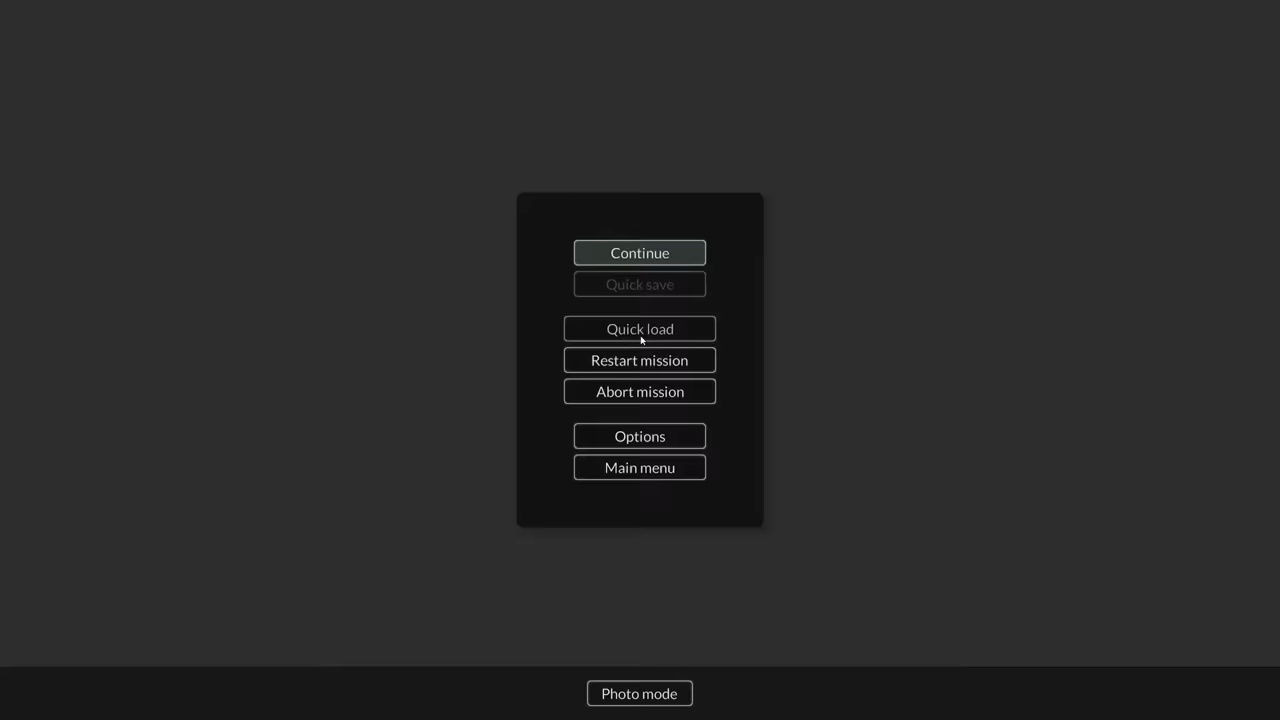 Continue
Quick save
Quick load
Restart mission
Abort mission
Options
Main menu
Photo mode